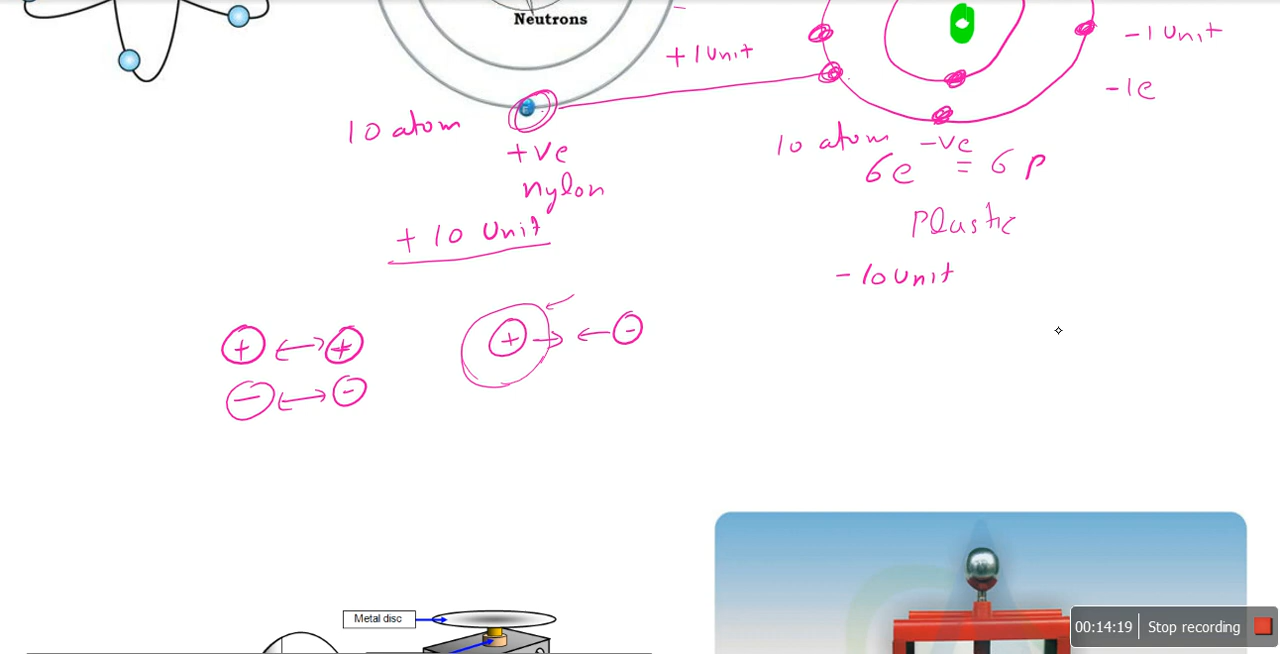 Neutrons
+1 Unit
-1 Unit
-1e
10 atom
+ve
nylon
+ 10 Unit
10 atom -ve
6e = 6 p
Plastic
- 10 Unit
+ +
- -
+ -
Metal disc
00:14:19 Stop recording